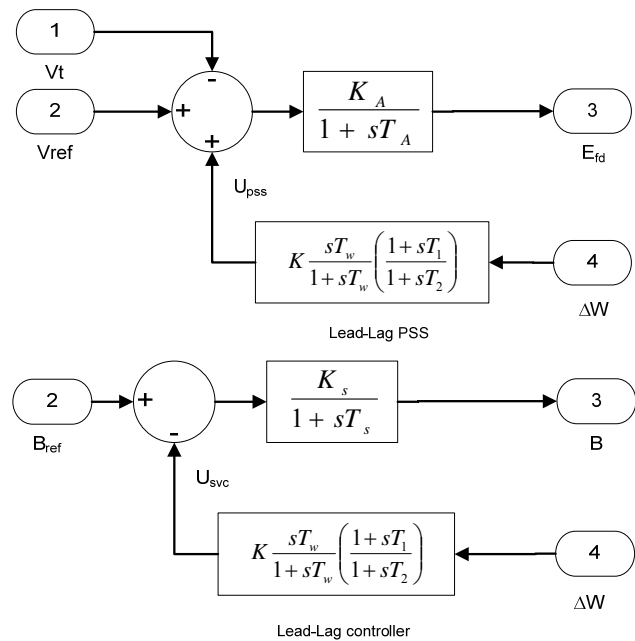 1
Vt
-
2
Vref
+
+
K_A / (1 + sT_A)
3
E_fd
U_pss
K sT_w / (1+sT_w) ((1+sT_1) / (1+sT_2))
4
ΔW
Lead-Lag PSS
2
B_ref
+
-
K_s / (1 + sT_s)
3
B
U_svc
K sT_w / (1+sT_w) ((1+sT_1) / (1+sT_2))
4
ΔW
Lead-Lag controller